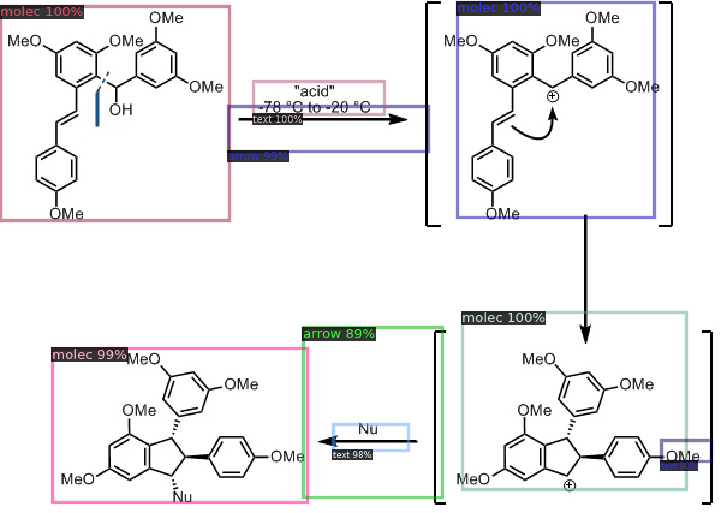 molec 100%
OMe
MeO
OMe
OMe
OH
OMe
"acid"
-78 °C to -20 °C
text 100%
arrow 99%
molec 100%
OMe
MeO
OMe
OMe
⊕
OMe
molec 100%
MeO
OMe
OMe
OMe
MeO
⊕
arrow 89%
Nu
text 98%
molec 99%
MeO
OMe
OMe
OMe
MeO
Nu